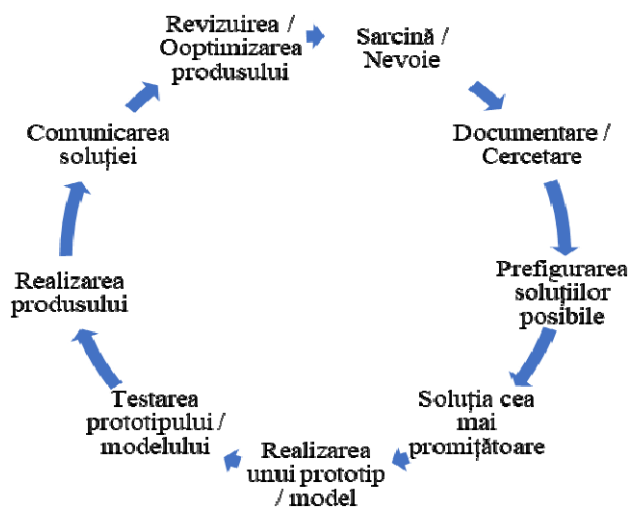 Sarcină /
Nevoie
Documentare /
Cercetare
Prefigurarea
soluțiilor
posibile
Soluția cea
mai
promițătoare
Realizarea
unui prototip
/ model
Testarea
prototipului /
modelului
Realizarea
produsului
Comunicarea
soluției
Revizuirea /
Ooptimizarea
produsului